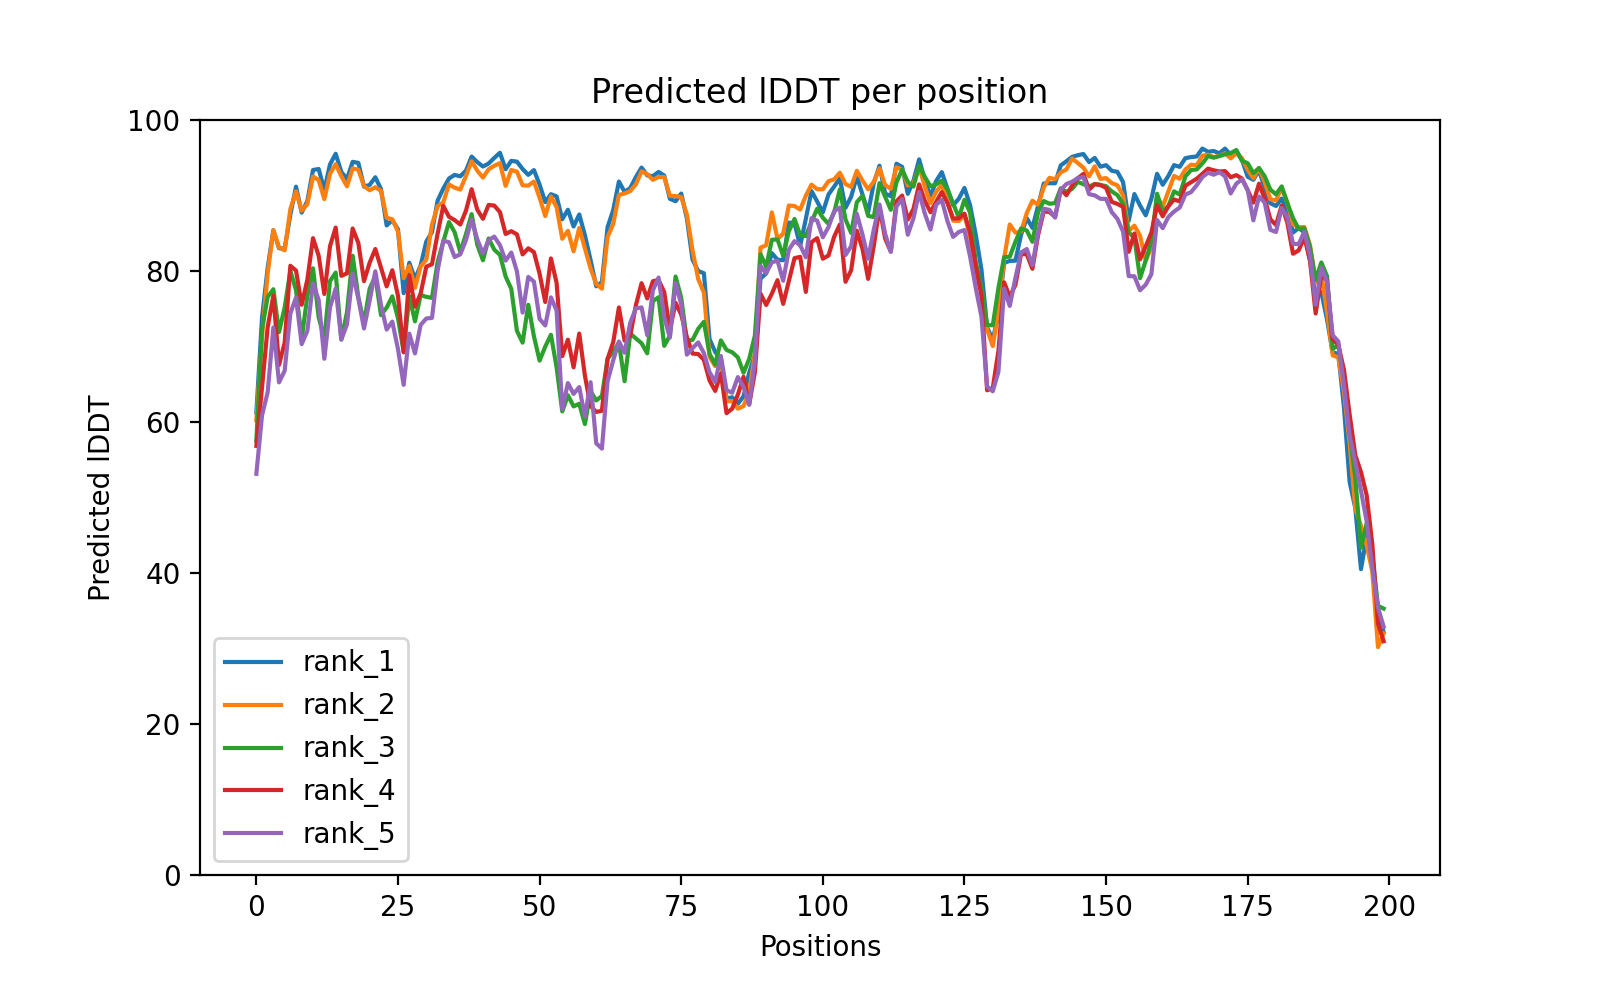 Predicted lDDT per position
100
80
60
40
20
0
Predicted lDDT
rank_1
rank_2
rank_3
rank_4
rank_5
0 25 50 75 100 125 150 175 200
Positions